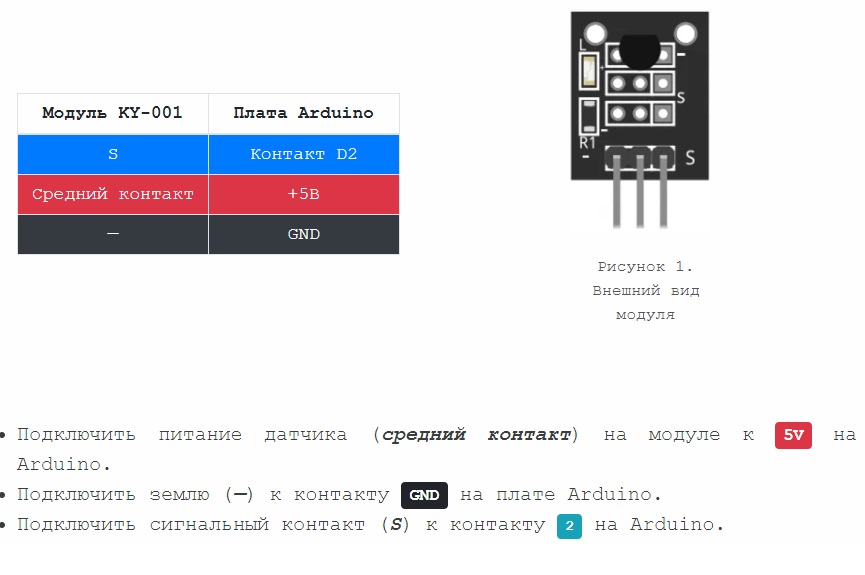 Модуль KY-001 Плата Arduino
S Контакт D2
Средний контакт +5В
— GND
L
-
S
-
R1
- S
Рисунок 1.
Внешний вид
модуля
Подключить питание датчика (средний контакт) на модуле к 5V на
Arduino.
Подключить землю (—) к контакту GND на плате Arduino.
Подключить сигнальный контакт (S) к контакту 2 на Arduino.